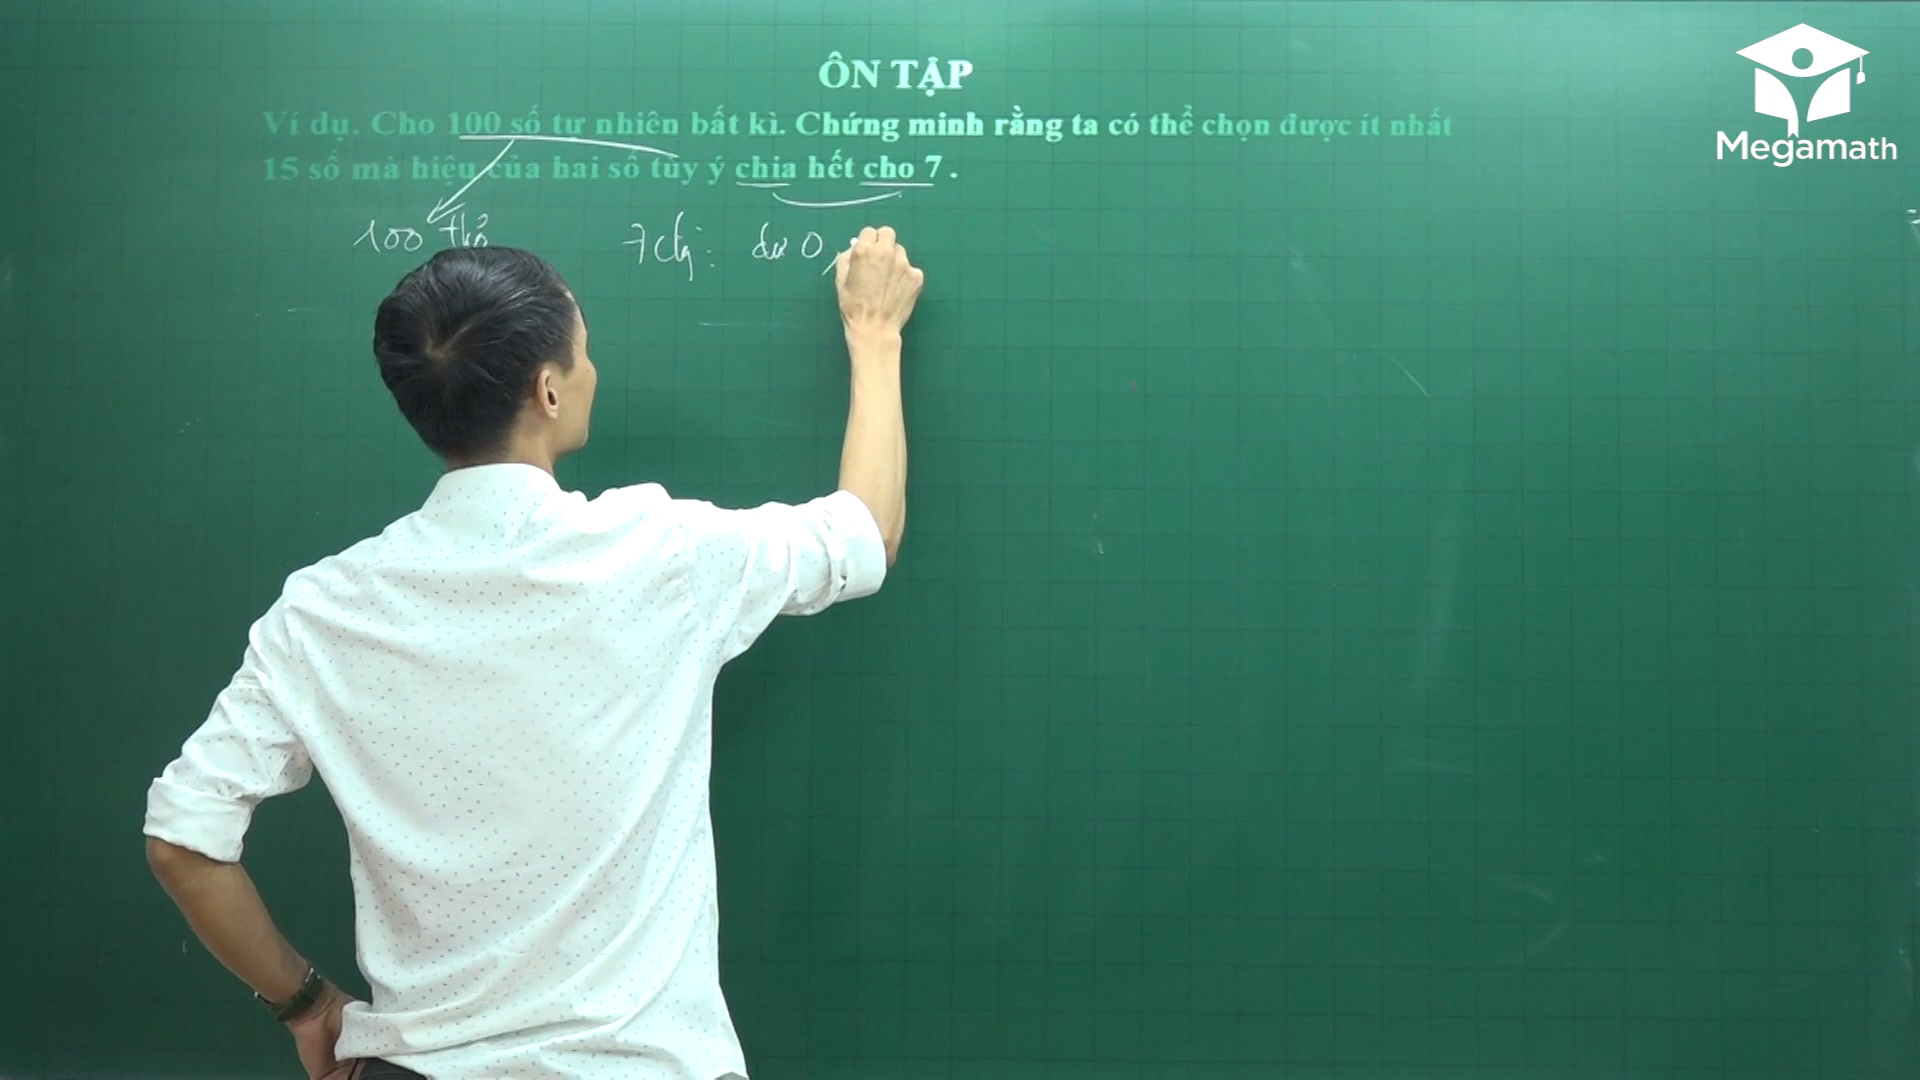 ÔN TẬP
Megamath
Ví dụ. Cho 100 số tự nhiên bất kì. Chứng minh rằng ta có thể chọn được ít nhất
15 số mà hiệu của hai số tùy ý chia hết cho 7 .
100 thỏ 7 dư 0,